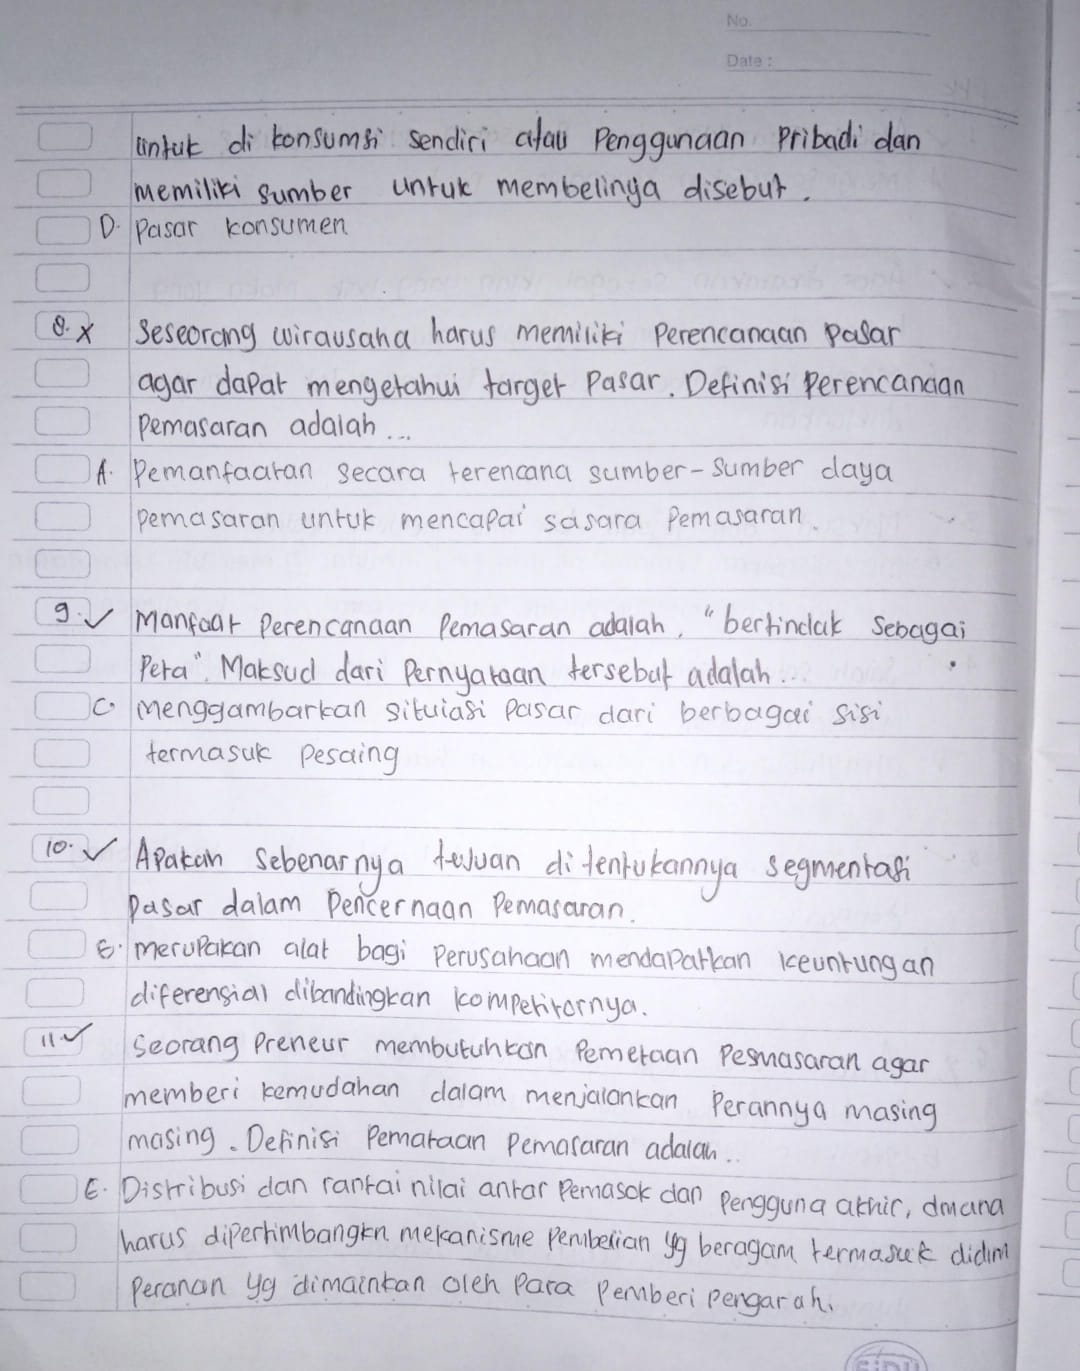 No.
Date :
untuk di konsumsi sendiri atau Penggunaan Pribadi dan
memiliki sumber untuk membelinya disebut.
D. Pasar konsumen
8. x Seseorang wirausaha harus memiliki Perencanaan Pasar
agar dapat mengetahui target Pasar. Definisi Perencanaan
Pemasaran adalah...
A. Pemanfaatan secara terencana sumber-sumber daya
pemasaran untuk mencapai sasara Pemasaran.
9. ✓ Manfaat Perencanaan Pemasaran adalah, "bertindak Sebagai
Peta". Maksud dari Pernyataan tersebut adalah...
C. menggambarkan situiasi Pasar dari berbagai sisi
termasuk Pesaing
10. ✓ Apakah Sebenarnya tujuan di tentukannya segmentasi
Pasar dalam Pencernaan Pemasaran.
E. merupakan alat bagi Perusahaan mendapatkan keuntungan
diferensial dibandingkan kompetitornya.
11. ✓ Seorang Preneur membutuhkan Pemetaan Pesmasaran agar
memberi kemudahan dalam menjalankan Perannya masing
masing. Definisi Pemataan Pemasaran adalah..
E. Distribusi dan rantai nilai antar Pemasok dan Pengguna akhir, dmana
harus dipertimbangkn mekanisme Pembelian yg beragam termasuk didlm
Peranan yg dimainkan oleh Para Pemberi pengarah.
SiDU